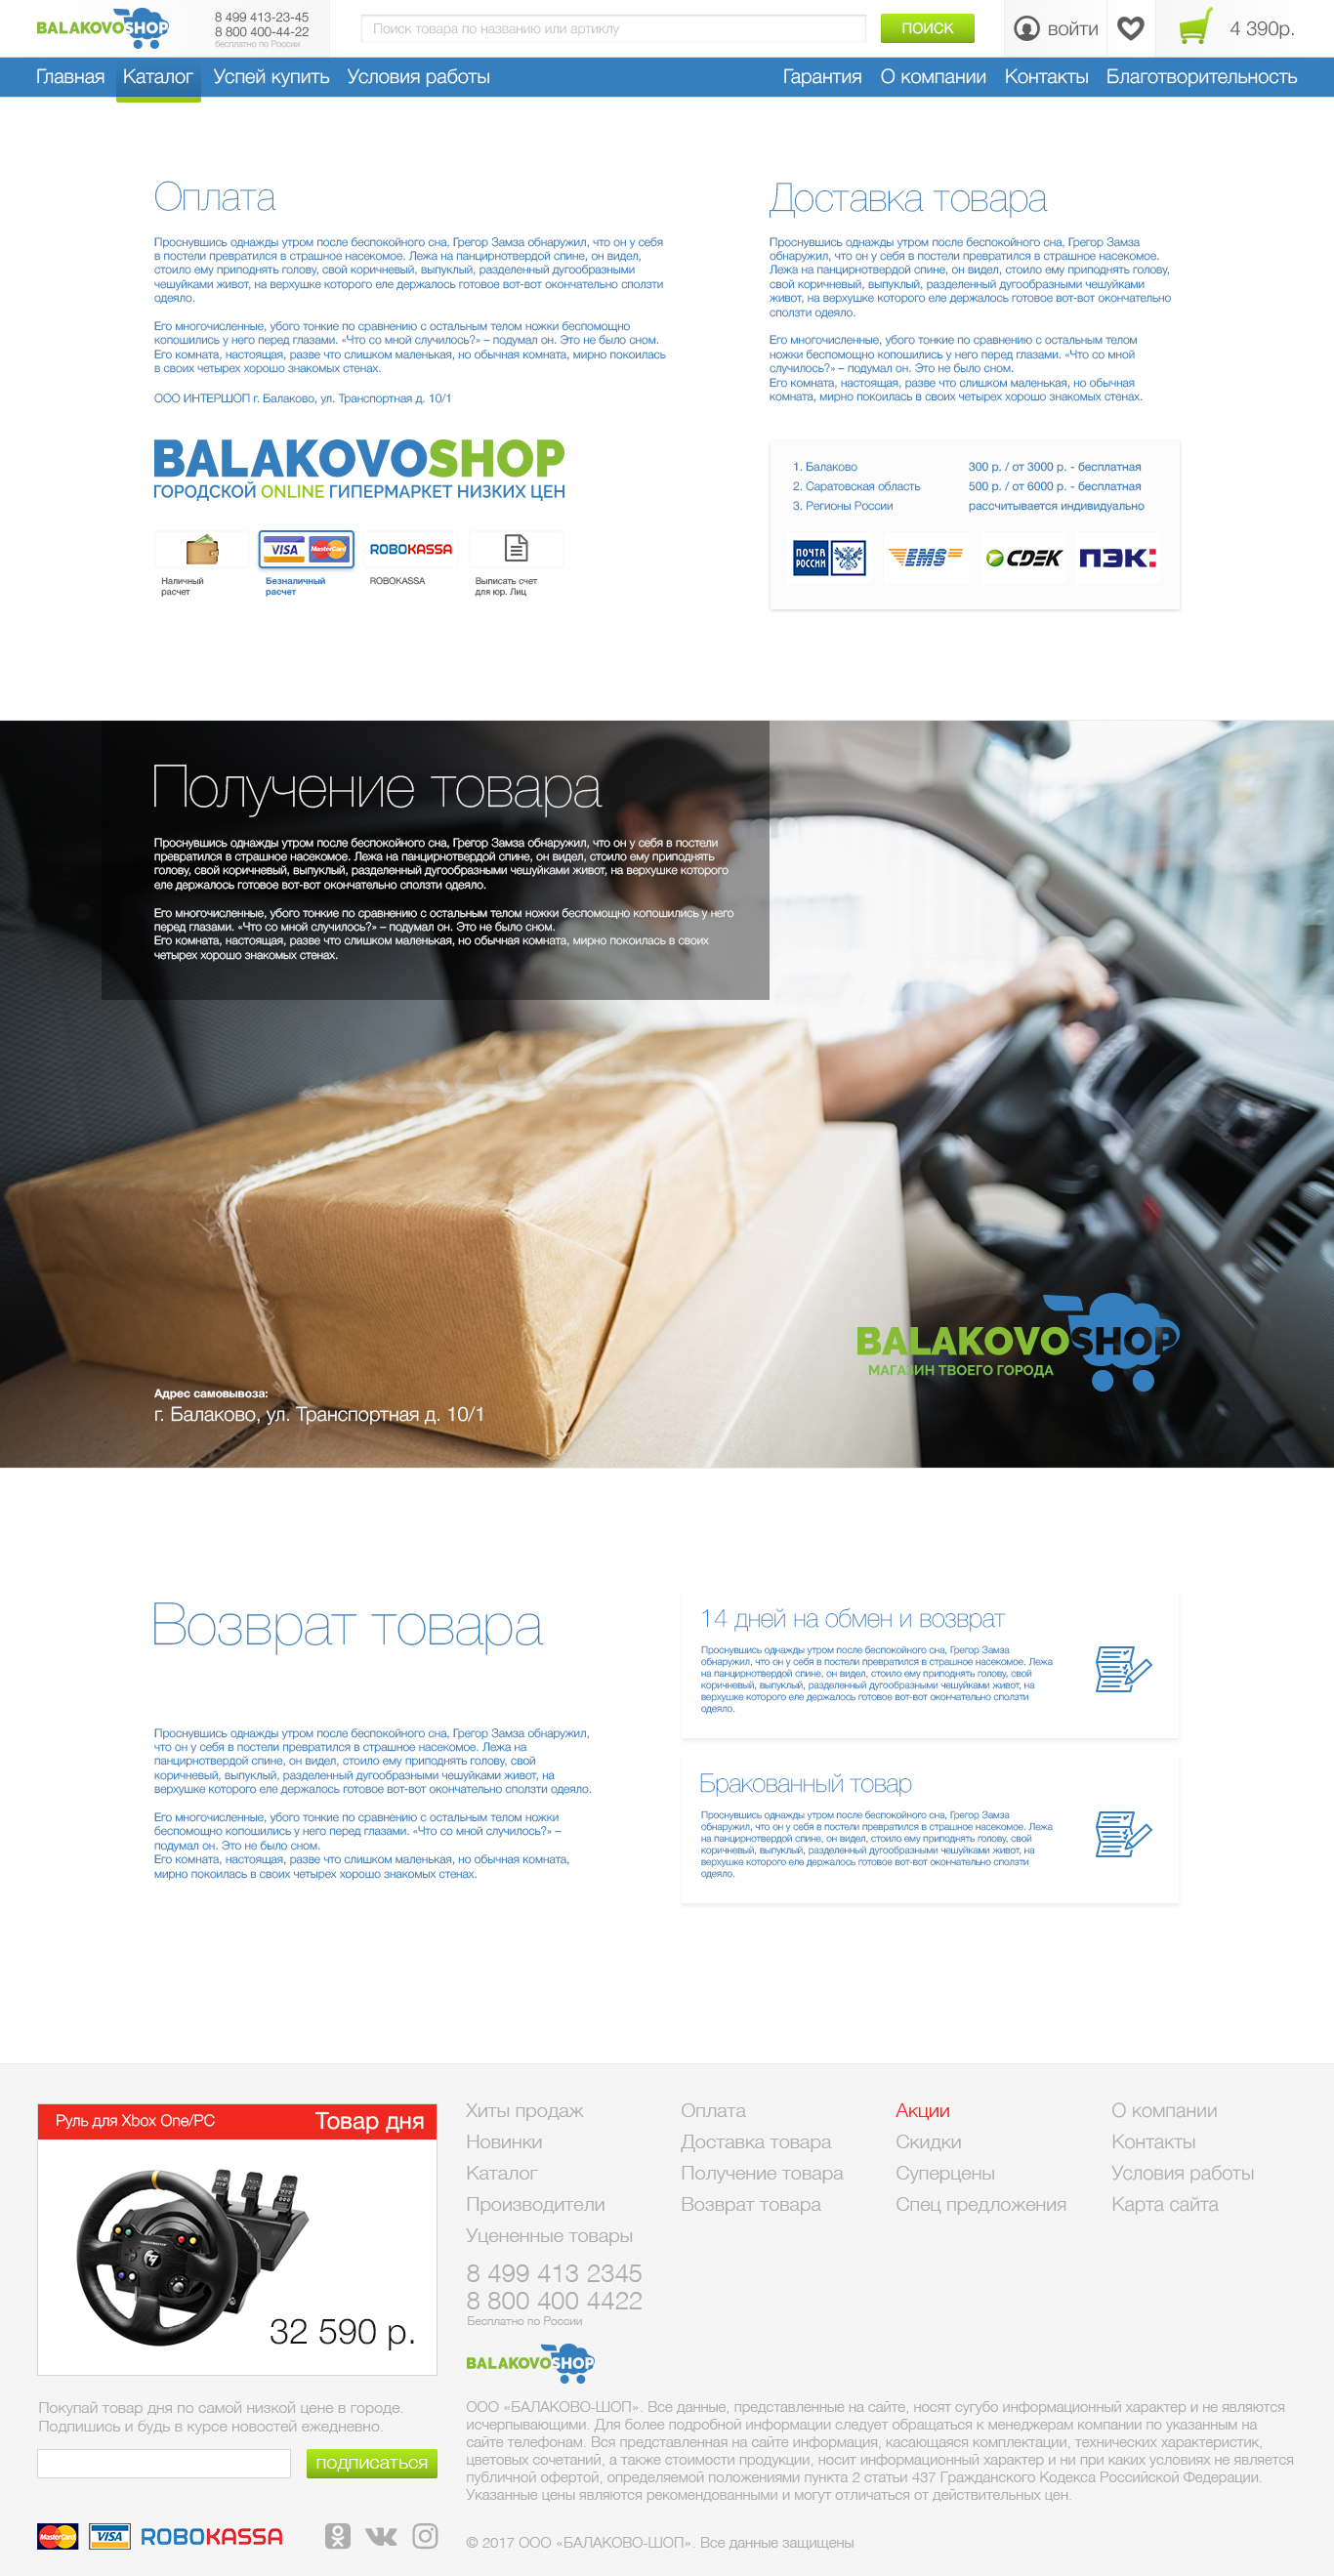 BALAKOVOSHOP
8 499 413-23-45
8 800 400-44-22
бесплатно по России
Поиск товара по названию или артиклу
ПОИСК
войти
4 390р.
Главная
Каталог
Успей купить
Условия работы
Гарантия
О компании
Контакты
Благотворительность
Оплата
Проснувшись однажды утром после беспокойного сна, Грегор Замза обнаружил, что он у себя
в постели превратился в страшное насекомое. Лежа на панцирнотвердой спине, он видел,
стоило ему приподнять голову, свой коричневый, выпуклый, разделенный дугообразными
чешуйками живот, на верхушке которого еле держалось готовое вот-вот окончательно сползти
одеяло.
Его многочисленные, убого тонкие по сравнению с остальным телом ножки беспомощно
копошились у него перед глазами. «Что со мной случилось?» – подумал он. Это не было сном.
Его комната, настоящая, разве что слишком маленькая, но обычная комната, мирно покоилась
в своих четырех хорошо знакомых стенах.
ООО ИНТЕРШОП г. Балаково, ул. Транспортная д. 10/1
BALAKOVOSHOP
ГОРОДСКОЙ ONLINE ГИПЕРМАРКЕТ НИЗКИХ ЦЕН
VISA
MasterCard
ROBOKASSA
Наличный
расчет
Безналичный
расчет
ROBOKASSA
Выписать счет
для юр. Лиц
Доставка товара
Проснувшись однажды утром после беспокойного сна, Грегор Замза
обнаружил, что он у себя в постели превратился в страшное насекомое.
Лежа на панцирнотвердой спине, он видел, стоило ему приподнять голову,
свой коричневый, выпуклый, разделенный дугообразными чешуйками
живот, на верхушке которого еле держалось готовое вот-вот окончательно
сползти одеяло.
Его многочисленные, убого тонкие по сравнению с остальным телом
ножки беспомощно копошились у него перед глазами. «Что со мной
случилось?» – подумал он. Это не было сном.
Его комната, настоящая, разве что слишком маленькая, но обычная
комната, мирно покоилась в своих четырех хорошо знакомых стенах.
1. Балаково 300 р. / от 3000 р. - бесплатная
2. Саратовская область 500 р. / от 6000 р. - бесплатная
3. Регионы России рассчитывается индивидуально
ПОЧТА
РОССИИ
EMS
CDEK
ПЭК:
Получение товара
Проснувшись однажды утром после беспокойного сна, Грегор Замза обнаружил, что он у себя в постели
превратился в страшное насекомое. Лежа на панцирнотвердой спине, он видел, стоило ему приподнять
голову, свой коричневый, выпуклый, разделенный дугообразными чешуйками живот, на верхушке которого
еле держалось готовое вот-вот окончательно сползти одеяло.
Его многочисленные, убого тонкие по сравнению с остальным телом ножки беспомощно копошились у него
перед глазами. «Что со мной случилось?» – подумал он. Это не было сном.
Его комната, настоящая, разве что слишком маленькая, но обычная комната, мирно покоилась в своих
четырех хорошо знакомых стенах.
BALAKOVOSHOP
МАГАЗИН ТВОЕГО ГОРОДА
Адрес самовывоза:
г. Балаково, ул. Транспортная д. 10/1
Возврат товара
Проснувшись однажды утром после беспокойного сна, Грегор Замза обнаружил,
что он у себя в постели превратился в страшное насекомое. Лежа на
панцирнотвердой спине, он видел, стоило ему приподнять голову, свой
коричневый, выпуклый, разделенный дугообразными чешуйками живот, на
верхушке которого еле держалось готовое вот-вот окончательно сползти одеяло.
Его многочисленные, убого тонкие по сравнению с остальным телом ножки
беспомощно копошились у него перед глазами. «Что со мной случилось?» –
подумал он. Это не было сном.
Его комната, настоящая, разве что слишком маленькая, но обычная комната,
мирно покоилась в своих четырех хорошо знакомых стенах.
14 дней на обмен и возврат
Проснувшись однажды утром после беспокойного сна, Грегор Замза
обнаружил, что он у себя в постели превратился в страшное насекомое. Лежа
на панцирнотвердой спине, он видел, стоило ему приподнять голову, свой
коричневый, выпуклый, разделенный дугообразными чешуйками живот, на
верхушке которого еле держалось готовое вот-вот окончательно сползти
одеяло.
Бракованный товар
Проснувшись однажды утром после беспокойного сна, Грегор Замза
обнаружил, что он у себя в постели превратился в страшное насекомое. Лежа
на панцирнотвердой спине, он видел, стоило ему приподнять голову, свой
коричневый, выпуклый, разделенный дугообразными чешуйками живот, на
верхушке которого еле держалось готовое вот-вот окончательно сползти
одеяло.
Руль для Xbox One/PC
Товар дня
32 590 р.
Покупай товар дня по самой низкой цене в городе.
Подпишись и будь в курсе новостей ежедневно.
подписаться
MasterCard
VISA
ROBOKASSA
Хиты продаж
Новинки
Каталог
Производители
Уцененные товары
Оплата
Доставка товара
Получение товара
Возврат товара
Акции
Скидки
Суперцены
Спец предложения
О компании
Контакты
Условия работы
Карта сайта
8 499 413 2345
8 800 400 4422
Бесплатно по России
BALAKOVOSHOP
ООО «БАЛАКОВО-ШОП». Все данные, представленные на сайте, носят сугубо информационный характер и не являются
исчерпывающими. Для более подробной информации следует обращаться к менеджерам компании по указанным на
сайте телефонам. Вся представленная на сайте информация, касающаяся комплектации, технических характеристик,
цветовых сочетаний, а также стоимости продукции, носит информационный характер и ни при каких условиях не является
публичной офертой, определяемой положениями пункта 2 статьи 437 Гражданского Кодекса Российской Федерации.
Указанные цены являются рекомендованными и могут отличаться от действительных цен.
© 2017 ООО «БАЛАКОВО-ШОП». Все данные защищены